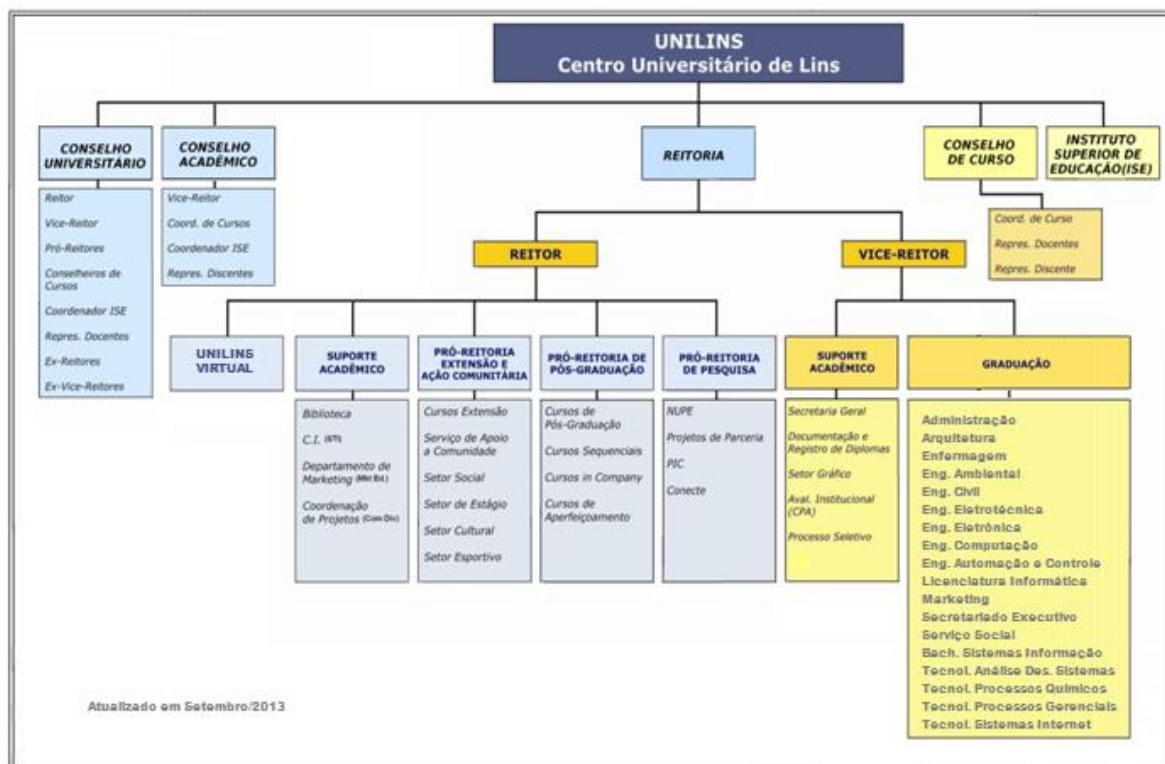 UNILINS
Centro Universitário de Lins
CONSELHO
UNIVERSITÁRIO
Reitor
Vice-Reitor
Pró-Reitores
Conselheiros de
Cursos
Coordenador ISE
Repres. Docentes
Ex-Reitores
Ex-Vice-Reitores
CONSELHO
ACADÊMICO
Vice-Reitor
Coord. de Cursos
Coordenador ISE
Repres. Discentes
REITORIA
CONSELHO
DE CURSO
Coord. de Curso
Repres. Docentes
Repres. Discente
INSTITUTO
SUPERIOR DE
EDUCAÇÃO(ISE)
REITOR
VICE-REITOR
UNILINS
VIRTUAL
SUPORTE
ACADÊMICO
Biblioteca
C.I.
Departamento de
Marketing
Coordenação
de Projetos
PRÓ-REITORIA
EXTENSÃO E
AÇÃO COMUNITÁRIA
Cursos Extensão
Serviço de Apoio
a Comunidade
Setor Social
Setor de Estágio
Setor Cultural
Setor Esportivo
PRÓ-REITORIA DE
PÓS-GRADUAÇÃO
Cursos de
Pós-Graduação
Cursos Sequenciais
Cursos in Company
Cursos de
Aperfeiçoamento
PRÓ-REITORIA
DE PESQUISA
NUPE
Projetos de Parceria
PIC
Conecte
SUPORTE
ACADÊMICO
Secretaria Geral
Documentação e
Registro de Diplomas
Setor Gráfico
Aval. Institucional
(CPA)
Processo Seletivo
GRADUAÇÃO
Administração
Arquitetura
Enfermagem
Eng. Ambiental
Eng. Civil
Eng. Eletrotécnica
Eng. Eletrônica
Eng. Computação
Eng. Automação e Controle
Licenciatura Informática
Marketing
Secretariado Executivo
Serviço Social
Bach. Sistemas Informação
Tecnol. Análise Des. Sistemas
Tecnol. Processos Químicos
Tecnol. Processos Gerenciais
Tecnol. Sistemas Internet
Atualizado em Setembro/2013